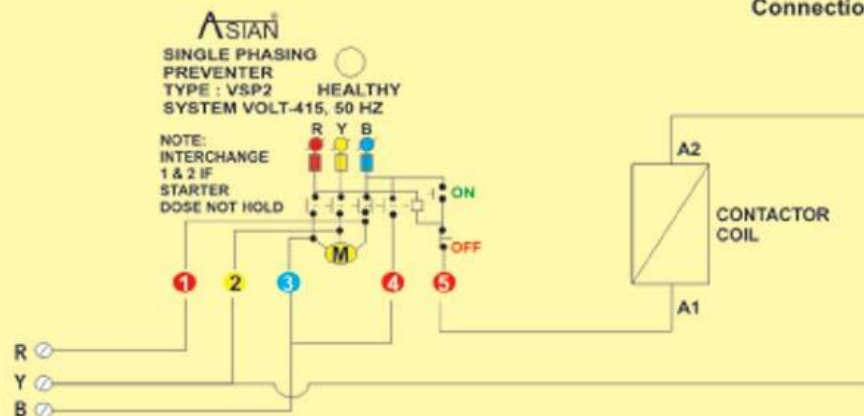 Connectio
ASIAN
SINGLE PHASING
PREVENTER
TYPE : VSP2 HEALTHY
SYSTEM VOLT-415, 50 HZ
R Y B
NOTE:
INTERCHANGE
1 & 2 IF
STARTER
DOSE NOT HOLD
ON
OFF
M
1 2 3 4 5
A2
CONTACTOR
COIL
A1
R
Y
B